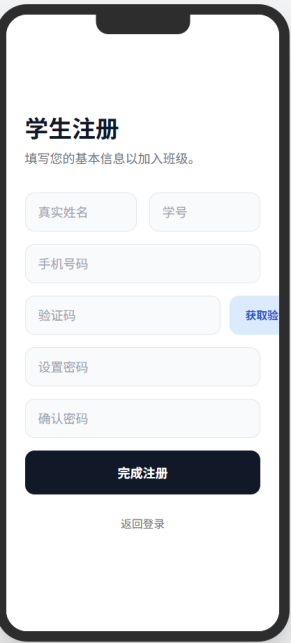 学生注册
填写您的基本信息以加入班级。
真实姓名 学号
手机号码
验证码 获取验
设置密码
确认密码
完成注册
返回登录